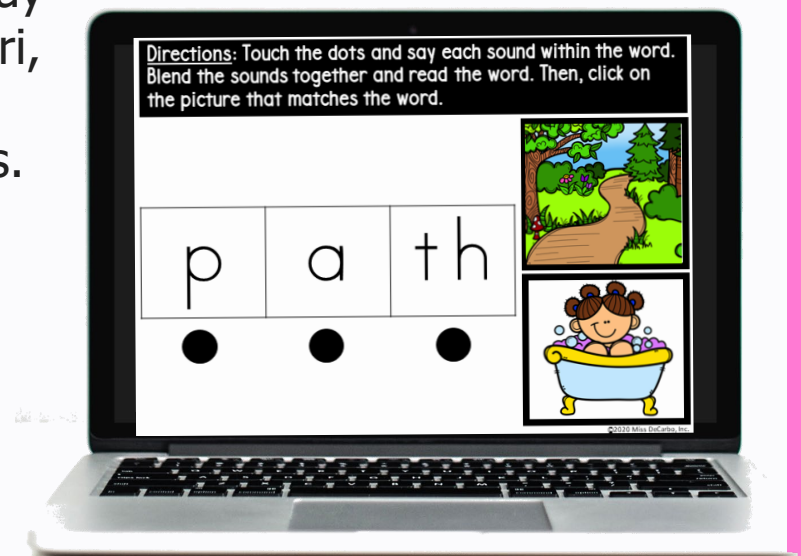 ay
ri,
s.
Directions: Touch the dots and say each sound within the word.
Blend the sounds together and read the word. Then, click on
the picture that matches the word.
p a th
©2020 Miss DeCarbo, Inc.